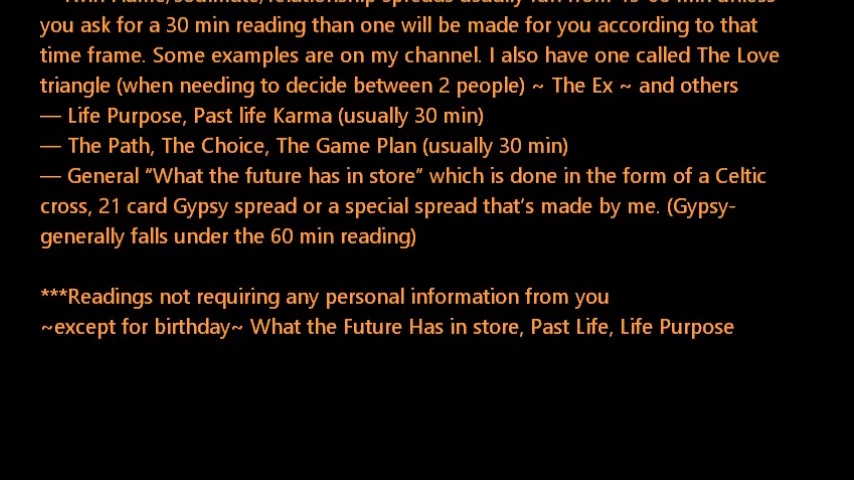 you ask for a 30 min reading than one will be made for you according to that
time frame. Some examples are on my channel. I also have one called The Love
triangle (when needing to decide between 2 people) ~ The Ex ~ and others
— Life Purpose, Past life Karma (usually 30 min)
— The Path, The Choice, The Game Plan (usually 30 min)
— General “What the future has in store” which is done in the form of a Celtic
cross, 21 card Gypsy spread or a special spread that’s made by me. (Gypsy-
generally falls under the 60 min reading)
***Readings not requiring any personal information from you
~except for birthday~ What the Future Has in store, Past Life, Life Purpose